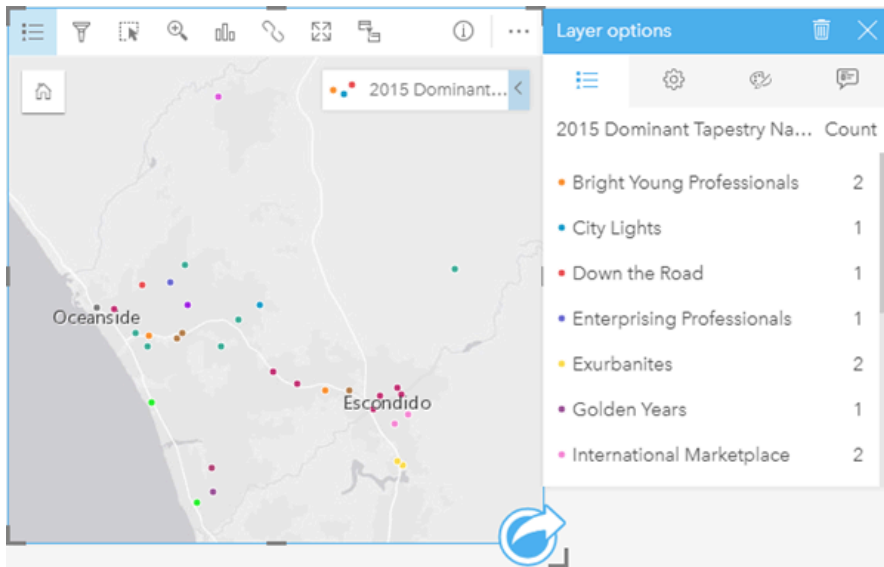 2015 Dominant...
Oceanside
Escondido
Layer options
2015 Dominant Tapestry Na... Count
Bright Young Professionals 2
City Lights 1
Down the Road 1
Enterprising Professionals 1
Exurbanites 2
Golden Years 1
International Marketplace 2